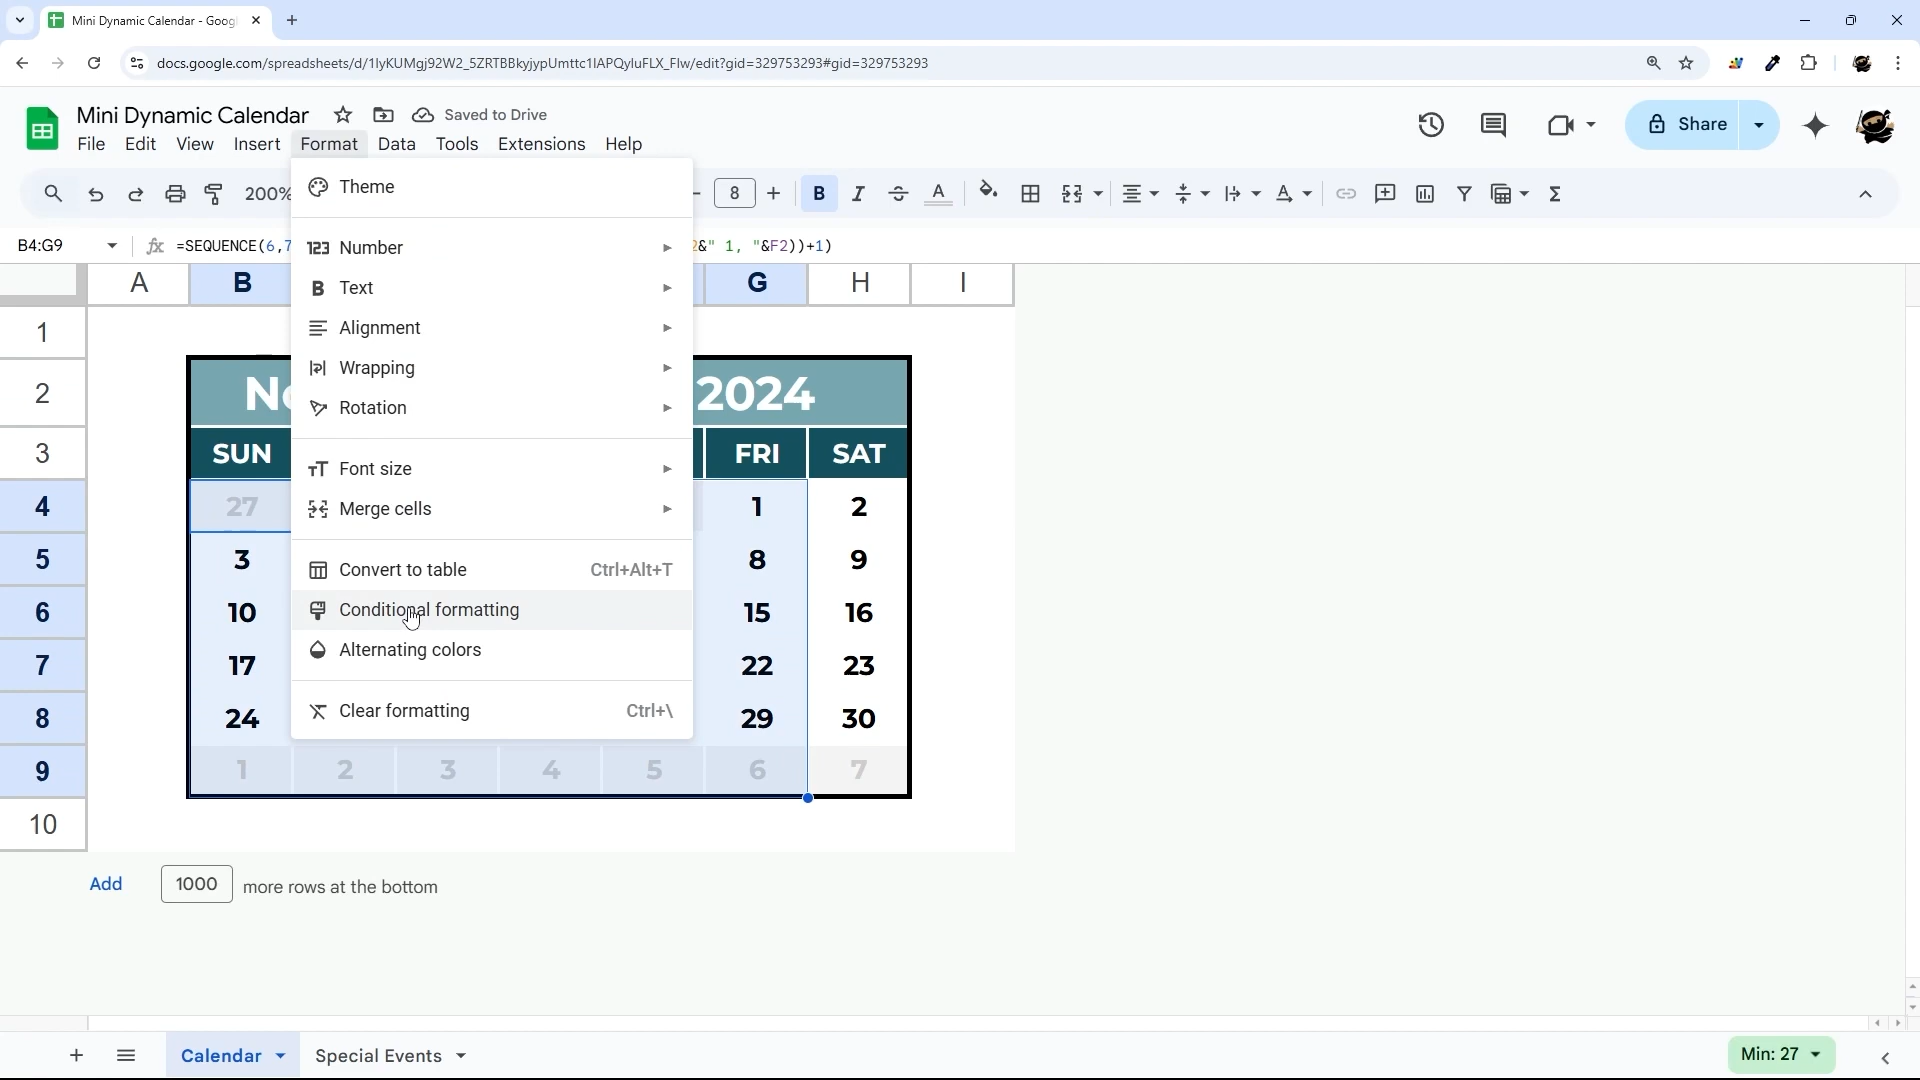 Mini Dynamic Calendar - Goog
docs.google.com/spreadsheets/d/1lyKUMgj92W2_5ZRTBBkyjypUmttc1lAPQyluFLX_Flw/edit?gid=329753293#gid=329753293
Mini Dynamic Calendar
Saved to Drive
Share
File Edit View Insert Format Data Tools Extensions Help
200%
8
B4:G9
=SEQUENCE(6,7
&" 1, "&F2))+1)
A B G H I
1
2
3
4
5
6
7
8
9
10
2024
SUN FRI SAT
27 1 2
3 8 9
10 15 16
17 22 23
24 29 30
1 2 3 4 5 6 7
Theme
Number
Text
Alignment
Wrapping
Rotation
Font size
Merge cells
Convert to table Ctrl+Alt+T
Conditional formatting
Alternating colors
Clear formatting Ctrl+\
Add 1000 more rows at the bottom
Calendar Special Events
Min: 27